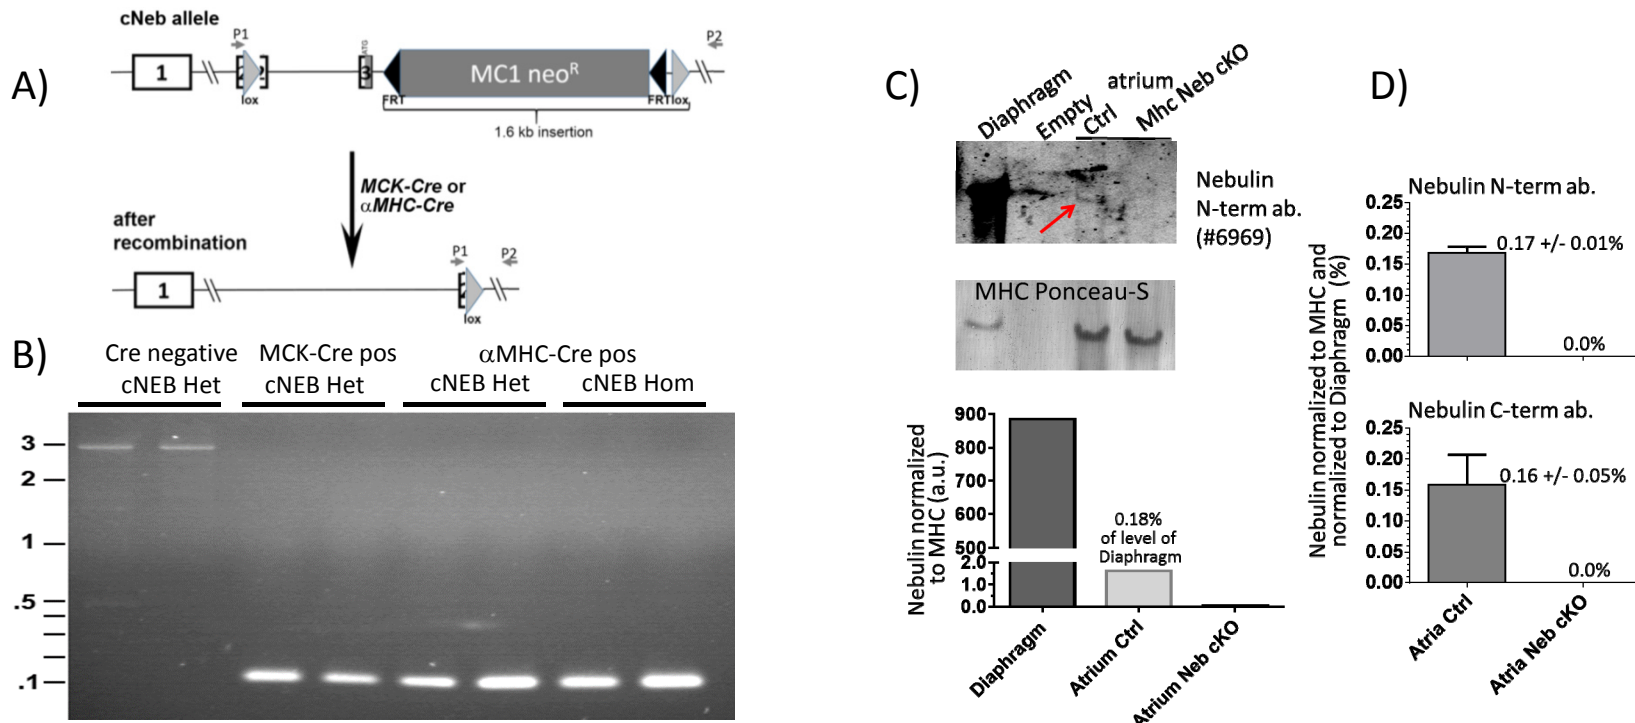 A)
cNeb allele
P1
P2
1
2
2
3
ATG
MC1 neoR
lox
FRT
FRT
lox
1.6 kb insertion
MCK-Cre or
αMHC-Cre
after
recombination
P1
P2
1
2
lox
B)
Cre negative
cNEB Het
MCK-Cre pos
cNEB Het
αMHC-Cre pos
cNEB Het
cNEB Hom
3
2
1
.5
.1
C)
Diaphragm
Empty
atrium
Ctrl
Mhc Neb cKO
Nebulin
N-term ab.
(#6969)
MHC Ponceau-S
Nebulin normalized
to MHC (a.u.)
900
800
700
600
500
2.0
1.0
0.0
0.18%
of level of
Diaphragm
Diaphragm
Atrium Ctrl
Atrium Neb cKO
D)
Nebulin normalized to MHC and
normalized to Diaphragm (%)
Nebulin N-term ab.
0.25
0.20
0.15
0.10
0.05
0.00
0.17 +/- 0.01%
0.0%
Nebulin C-term ab.
0.25
0.20
0.15
0.10
0.05
0.00
0.16 +/- 0.05%
0.0%
Atria Ctrl
Atria Neb cKO